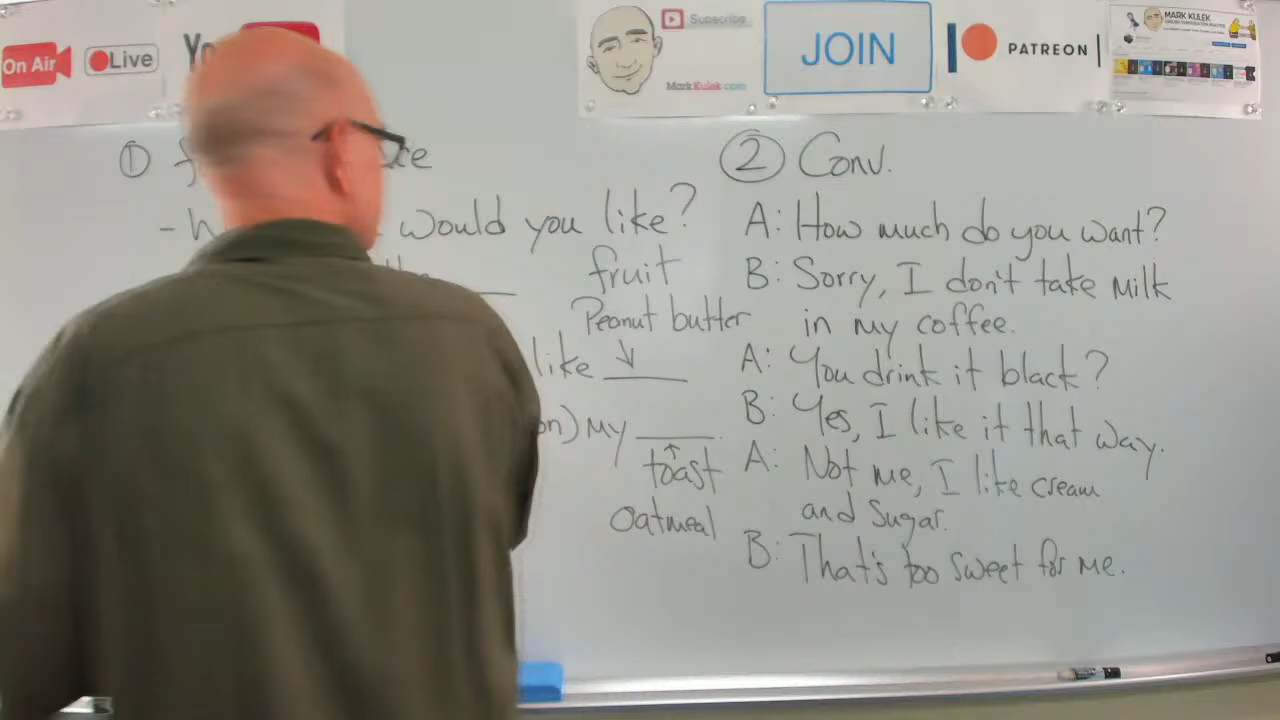 On Air
Live
Subscribe
MarkKulek.com
JOIN
PATREON
MARK KULEK
①
- would you like?
fruit
Peanut butter
like ___
on) my ___.
toast
oatmeal
② Conv.
A: How much do you want?
B: Sorry, I don't take milk
in my coffee.
A: You drink it black?
B: Yes, I like it that way.
A: Not me, I like cream
and sugar.
B: That's too sweet for me.